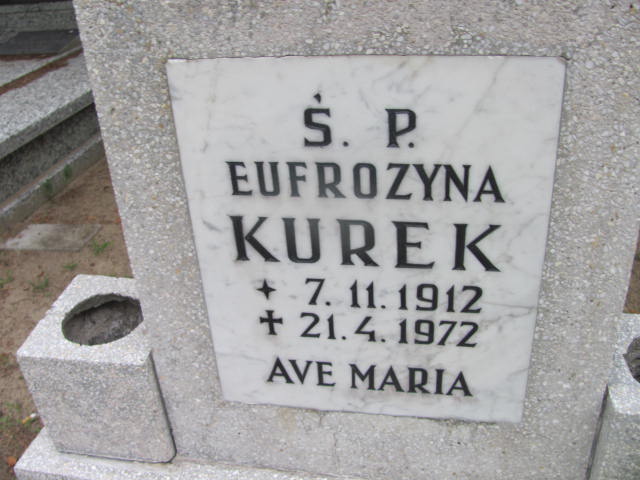 Ś. P.
EUFROZYNA
KUREK
✦ 7. 11. 1912
✝ 21. 4. 1972
AVE MARIA